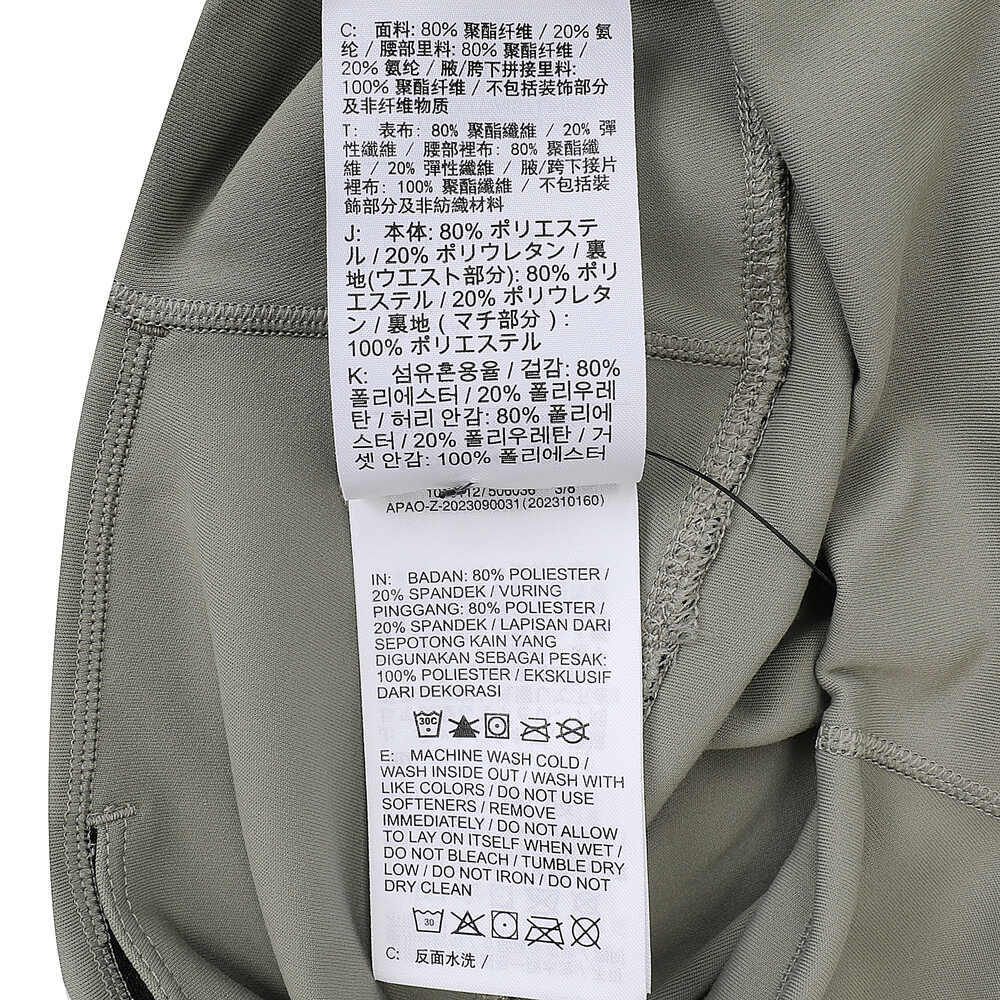 C: 面料: 80% 聚酯纤维 / 20% 氨
纶 / 腰部里料: 80% 聚酯纤维 /
20% 氨纶 / 腋/胯下拼接里料:
100% 聚酯纤维 / 不包括装饰部分
及非纤维物质
T: 表布: 80% 聚酯纖維 / 20% 彈
性纖維 / 腰部裡布: 80% 聚酯纖
維 / 20% 彈性纖維 / 腋/跨下接片
裡布: 100% 聚酯纖維 / 不包括裝
飾部分及非紡織材料
J: 本体: 80% ポリエステ
ル / 20% ポリウレタン / 裏
地(ウエスト部分): 80% ポリ
エステル / 20% ポリウレタ
ン / 裏地 ( マチ部分 ) :
100% ポリエステル
K: 섬유혼용율 / 겉감: 80%
폴리에스터 / 20% 폴리우레
탄 / 허리 안감: 80% 폴리에
스터 / 20% 폴리우레탄 / 거
셋 안감: 100% 폴리에스터
3/8
APAO-Z-2023090031(202310160)
IN: BADAN: 80% POLIESTER /
20% SPANDEK / VURING
PINGGANG: 80% POLIESTER /
20% SPANDEK / LAPISAN DARI
SEPOTONG KAIN YANG
DIGUNAKAN SEBAGAI PESAK:
100% POLIESTER / EKSKLUSIF
DARI DEKORASI
30C
E: MACHINE WASH COLD /
WASH INSIDE OUT / WASH WITH
LIKE COLORS / DO NOT USE
SOFTENERS / REMOVE
IMMEDIATELY / DO NOT ALLOW
TO LAY ON ITSELF WHEN WET /
DO NOT BLEACH / TUMBLE DRY
LOW / DO NOT IRON / DO NOT
DRY CLEAN
30
C: 反面水洗 /